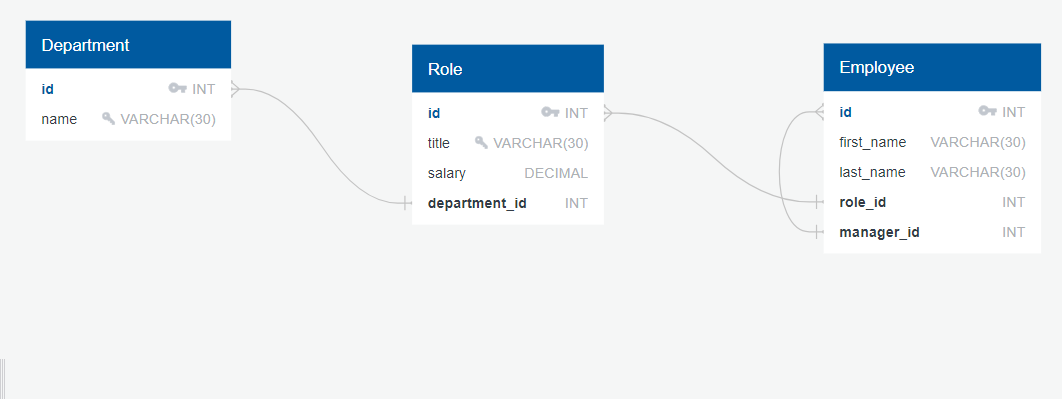 Department
id INT
name VARCHAR(30)
Role
id INT
title VARCHAR(30)
salary DECIMAL
department_id INT
Employee
id INT
first_name VARCHAR(30)
last_name VARCHAR(30)
role_id INT
manager_id INT